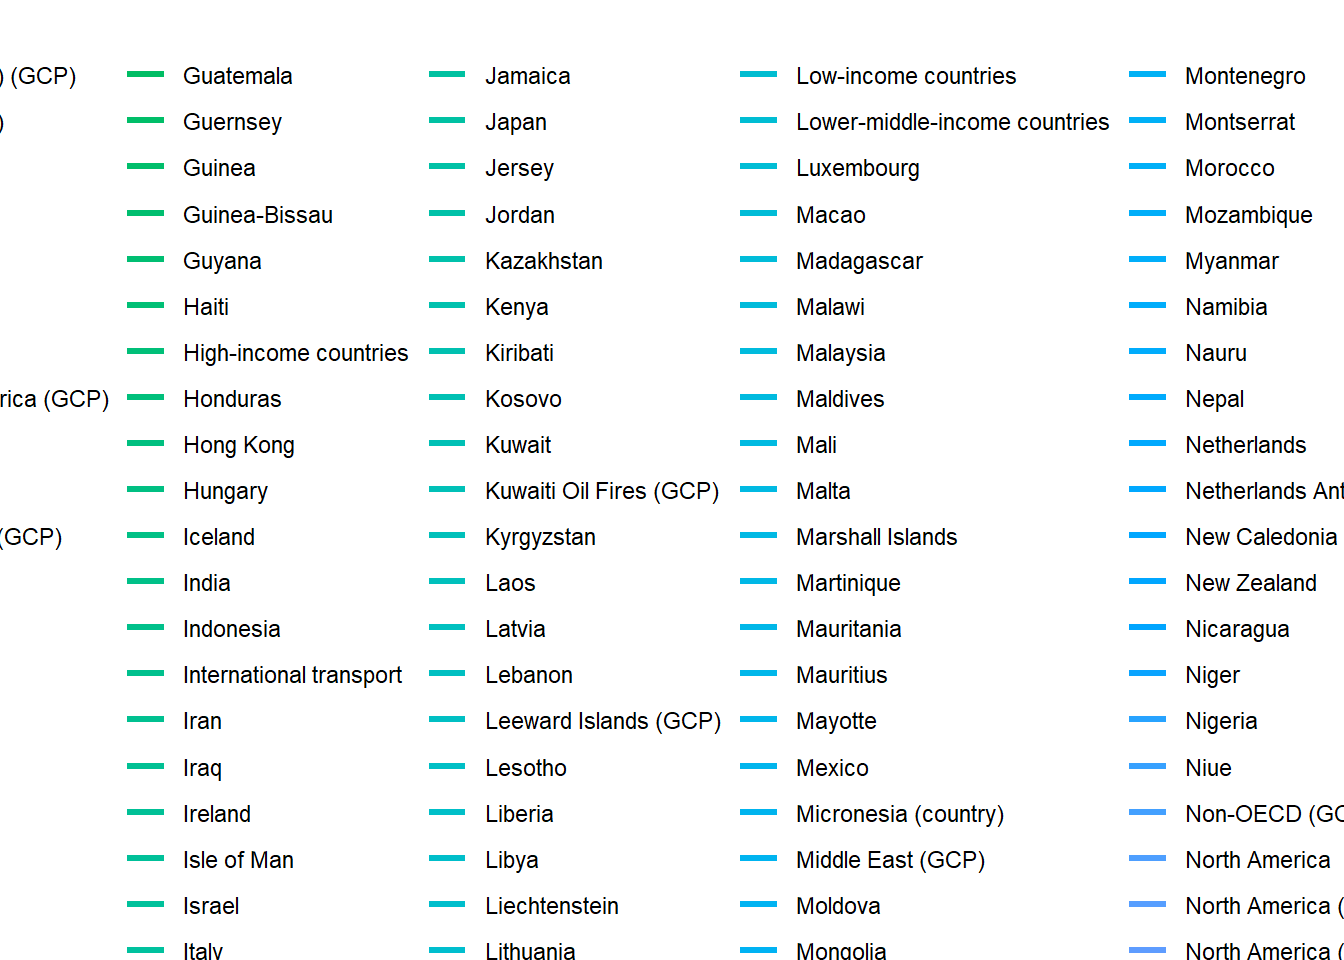 ) (GCP)
)
rica (GCP)
(GCP)
Guatemala
Guernsey
Guinea
Guinea-Bissau
Guyana
Haiti
High-income countries
Honduras
Hong Kong
Hungary
Iceland
India
Indonesia
International transport
Iran
Iraq
Ireland
Isle of Man
Israel
Italy
Jamaica
Japan
Jersey
Jordan
Kazakhstan
Kenya
Kiribati
Kosovo
Kuwait
Kuwaiti Oil Fires (GCP)
Kyrgyzstan
Laos
Latvia
Lebanon
Leeward Islands (GCP)
Lesotho
Liberia
Libya
Liechtenstein
Lithuania
Low-income countries
Lower-middle-income countries
Luxembourg
Macao
Madagascar
Malawi
Malaysia
Maldives
Mali
Malta
Marshall Islands
Martinique
Mauritania
Mauritius
Mayotte
Mexico
Micronesia (country)
Middle East (GCP)
Moldova
Mongolia
Montenegro
Montserrat
Morocco
Mozambique
Myanmar
Namibia
Nauru
Nepal
Netherlands
Netherlands Ant
New Caledonia
New Zealand
Nicaragua
Niger
Nigeria
Niue
Non-OECD (GC
North America
North America (
North America (